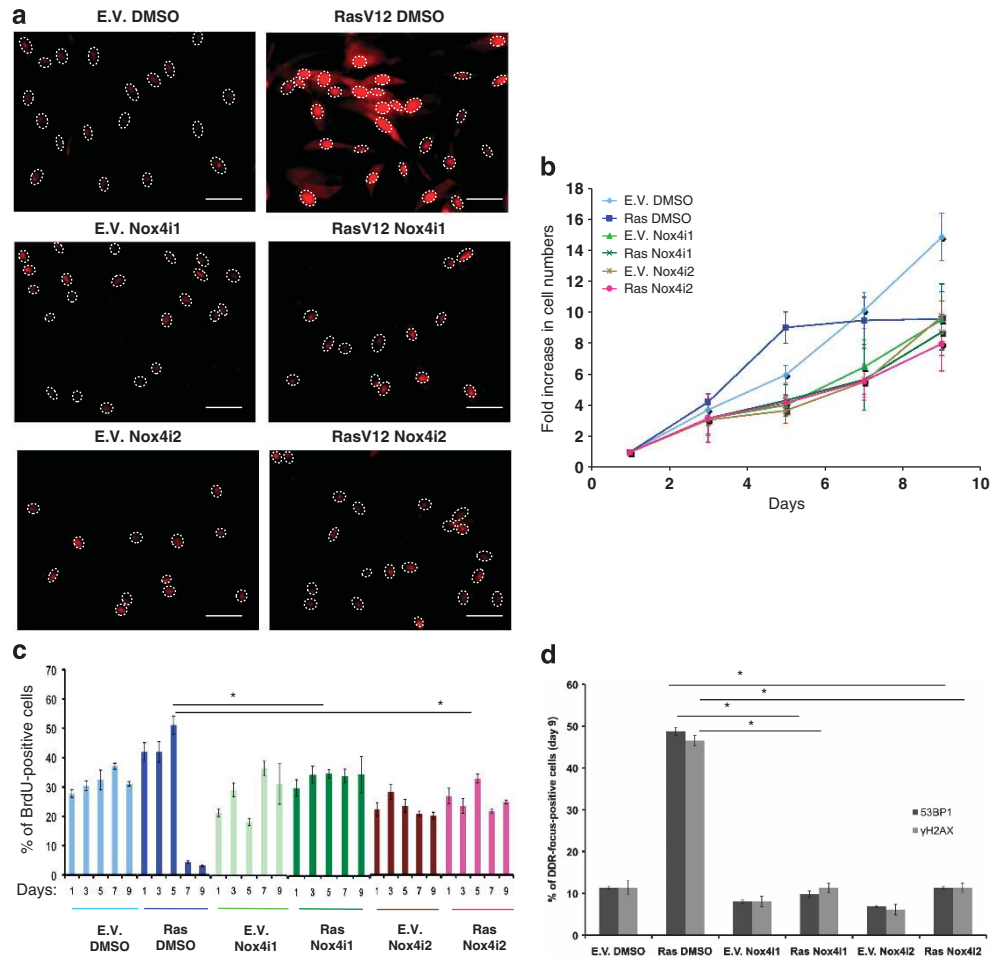 a
E.V. DMSO
RasV12 DMSO
E.V. Nox4i1
RasV12 Nox4i1
E.V. Nox4i2
RasV12 Nox4i2
b
Fold increase in cell numbers
18
16
14
12
10
8
6
4
2
0
E.V. DMSO
Ras DMSO
E.V. Nox4i1
Ras Nox4i1
E.V. Nox4i2
Ras Nox4i2
0 2 4 6 8 10
Days
c
% of BrdU-positive cells
70
60
50
40
30
20
10
0
* *
Days: 1 3 5 7 9 1 3 5 7 9 1 3 5 7 9 1 3 5 7 9 1 3 5 7 9 1 3 5 7 9
E.V. DMSO
Ras DMSO
E.V. Nox4i1
Ras Nox4i1
E.V. Nox4i2
Ras Nox4i2
d
% of DDR-focus-positive cells (day 9)
60
50
40
30
20
10
0
*
*
*
*
53BP1
γH2AX
E.V. DMSO Ras DMSO E.V. Nox4i1 Ras Nox4i1 E.V. Nox4i2 Ras Nox4i2